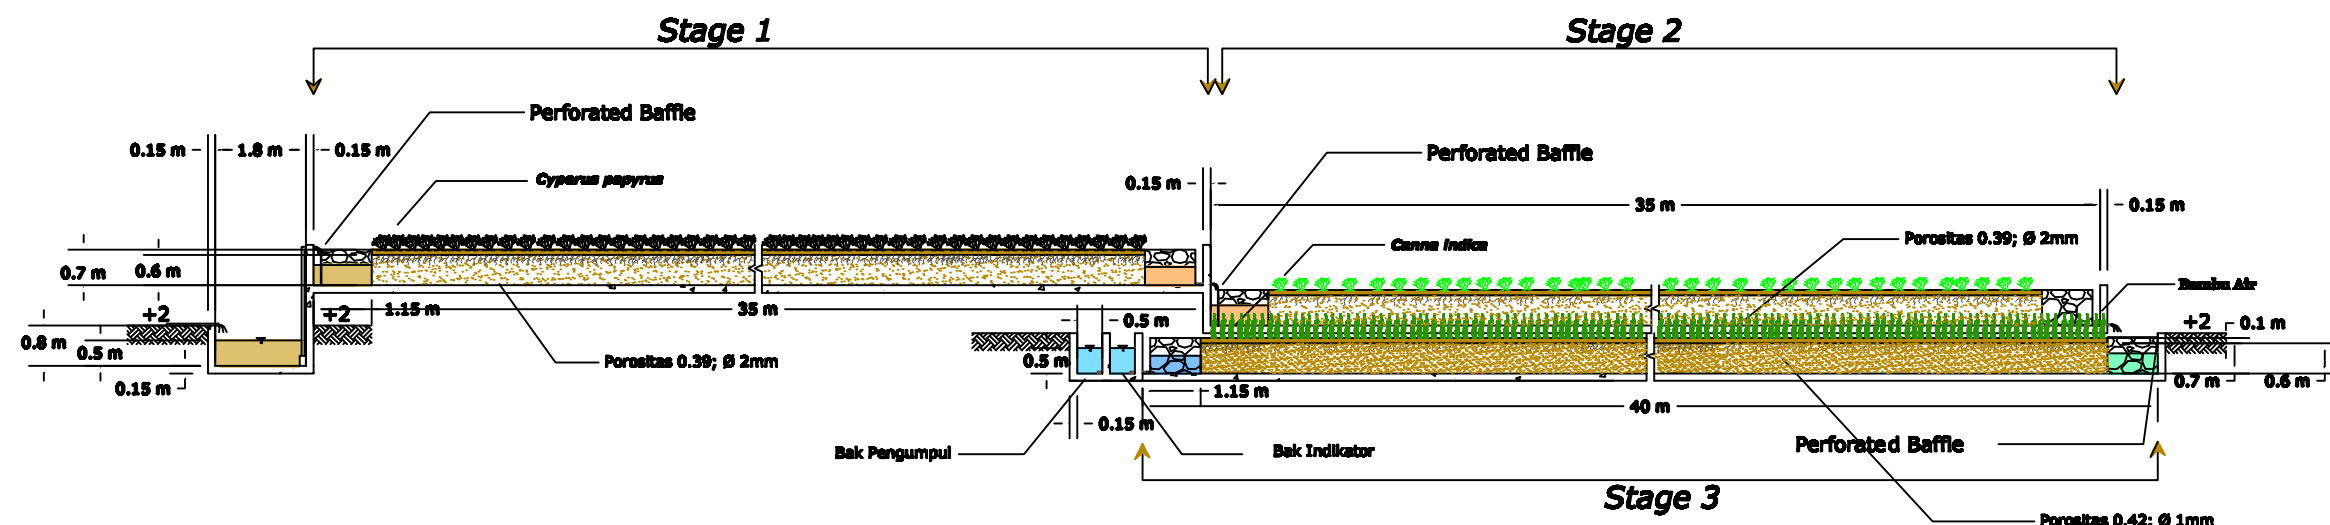 Stage 1
Stage 2
Perforated Baffle
0.15 m
1.8 m
0.15 m
Perforated Baffle
Cyperus papyrus
0.15 m
35 m
0.15 m
Canna indica
Porositas 0.39; Ø 2mm
0.7 m
0.6 m
Bambu Air
+2
+2
1.15 m
35 m
0.5 m
+2
0.1 m
0.8 m
0.5 m
Porositas 0.39; Ø 2mm
0.5 m
0.15 m
1.15 m
0.7 m
0.6 m
40 m
0.15 m
Perforated Baffle
Bak Pengumpul
Bak Indikator
Stage 3
Porositas 0.42; Ø 1mm